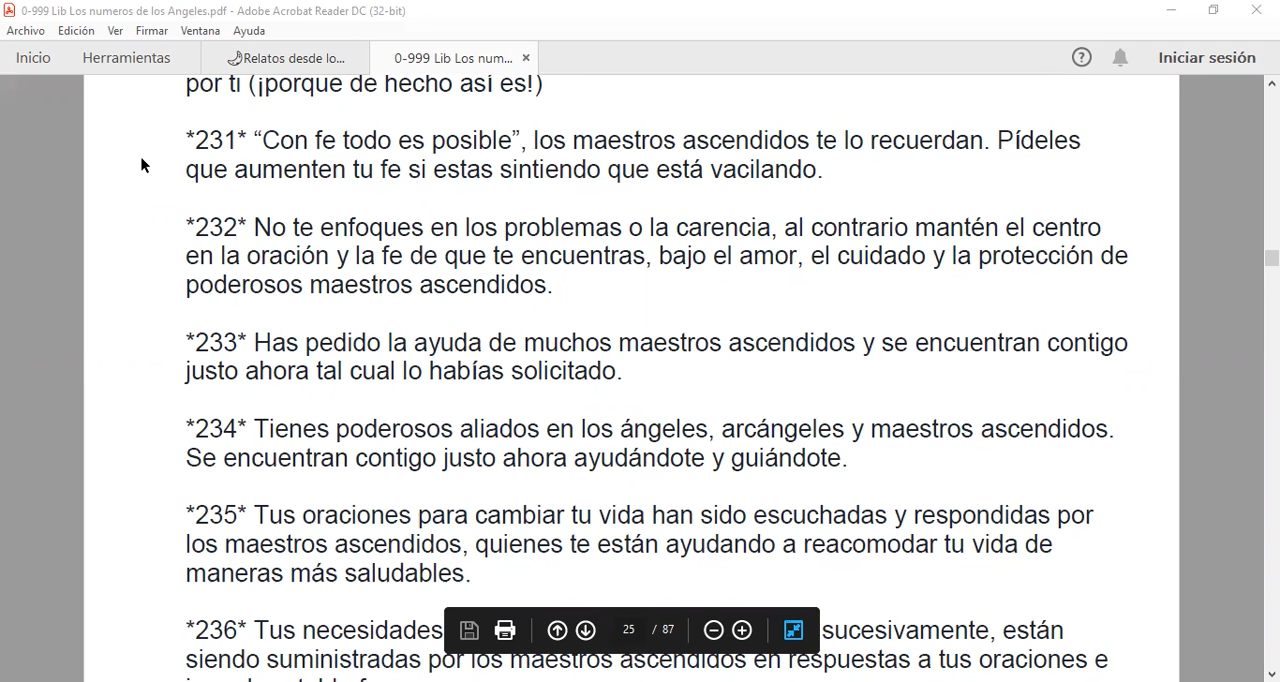 0-999 Lib Los numeros de los Angeles.pdf - Adobe Acrobat Reader DC (32-bit)
Archivo Edición Ver Firmar Ventana Ayuda
Inicio Herramientas Relatos desde lo... 0-999 Lib Los num... × ? Iniciar sesión
por ti (¡porque de hecho así es!)
*231* “Con fe todo es posible”, los maestros ascendidos te lo recuerdan. Pídeles
que aumenten tu fe si estas sintiendo que está vacilando.
*232* No te enfoques en los problemas o la carencia, al contrario mantén el centro
en la oración y la fe de que te encuentras, bajo el amor, el cuidado y la protección de
poderosos maestros ascendidos.
*233* Has pedido la ayuda de muchos maestros ascendidos y se encuentran contigo
justo ahora tal cual lo habías solicitado.
*234* Tienes poderosos aliados en los ángeles, arcángeles y maestros ascendidos.
Se encuentran contigo justo ahora ayudándote y guiándote.
*235* Tus oraciones para cambiar tu vida han sido escuchadas y respondidas por
los maestros ascendidos, quienes te están ayudando a reacomodar tu vida de
maneras más saludables.
*236* Tus necesidades sucesivamente, están
25 / 87
siendo suministradas por los maestros ascendidos en respuestas a tus oraciones e